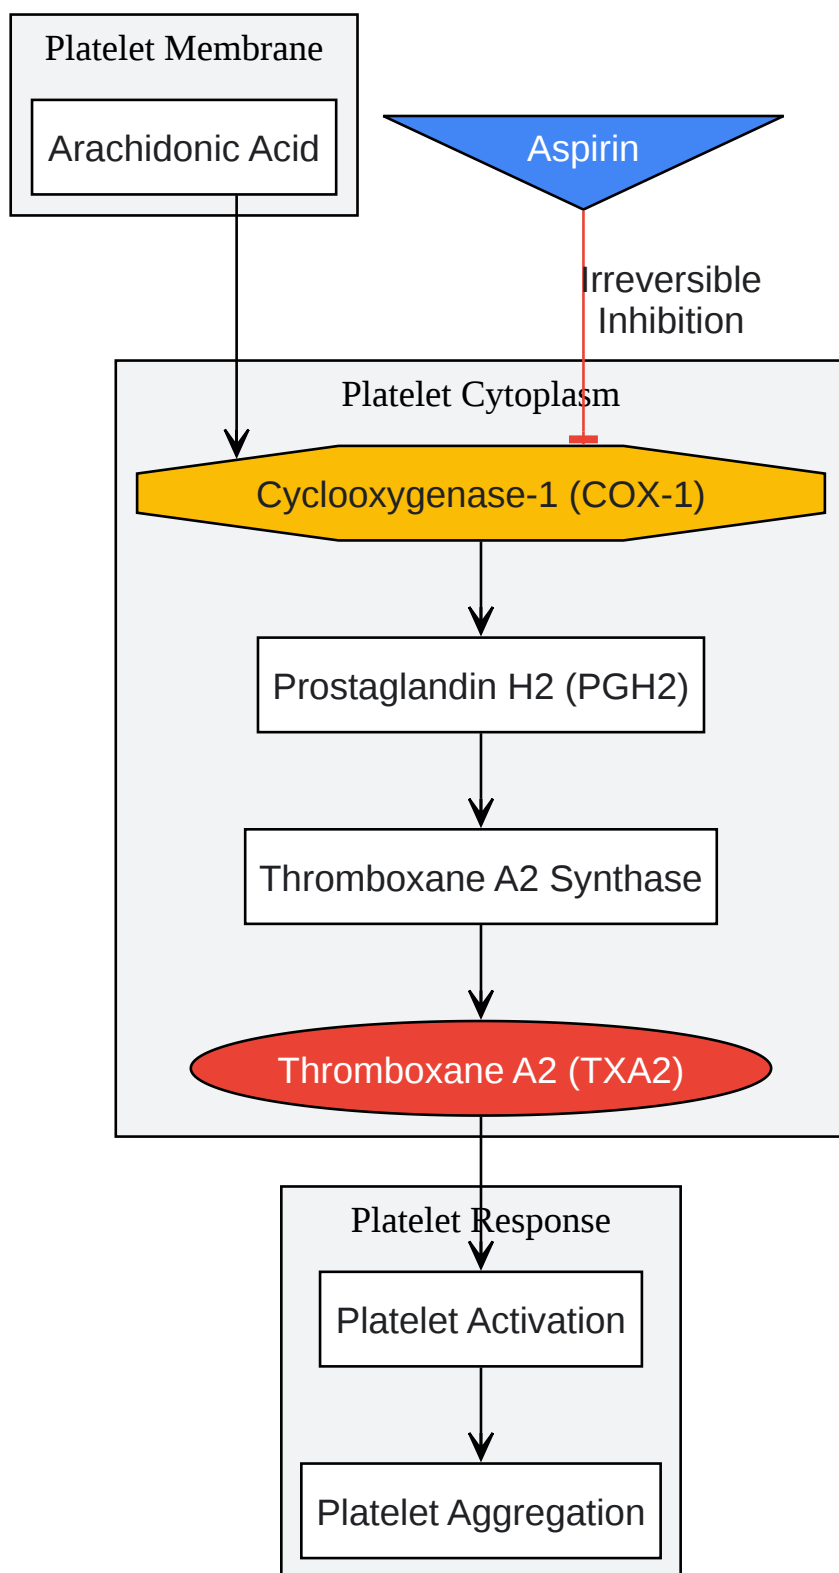 Platelet Membrane
Arachidonic Acid
Aspirin
Irreversible
Inhibition
Platelet Cytoplasm
Cyclooxygenase-1 (COX-1)
Prostaglandin H2 (PGH2)
Thromboxane A2 Synthase
Thromboxane A2 (TXA2)
Platelet Response
Platelet Activation
Platelet Aggregation